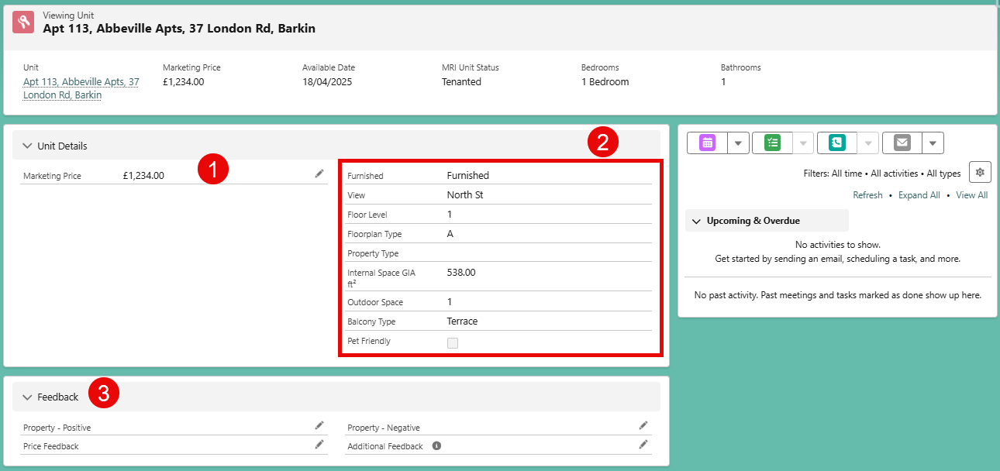 Viewing Unit
Apt 113, Abbeville Apts, 37 London Rd, Barkin
Unit
Apt 113, Abbeville Apts, 37
London Rd, Barkin
Marketing Price
£1,234.00
Available Date
18/04/2025
MRI Unit Status
Tenanted
Bedrooms
1 Bedroom
Bathrooms
1
Unit Details
1
2
Marketing Price £1,234.00
Furnished Furnished
View North St
Floor Level 1
Floorplan Type A
Property Type
Internal Space GIA 538.00
ft²
Outdoor Space 1
Balcony Type Terrace
Pet Friendly
Feedback
3
Property - Positive
Property - Negative
Price Feedback
Additional Feedback
Filters: All time • All activities • All types
Refresh • Expand All • View All
Upcoming & Overdue
No activities to show.
Get started by sending an email, scheduling a task, and more.
No past activity. Past meetings and tasks marked as done show up here.